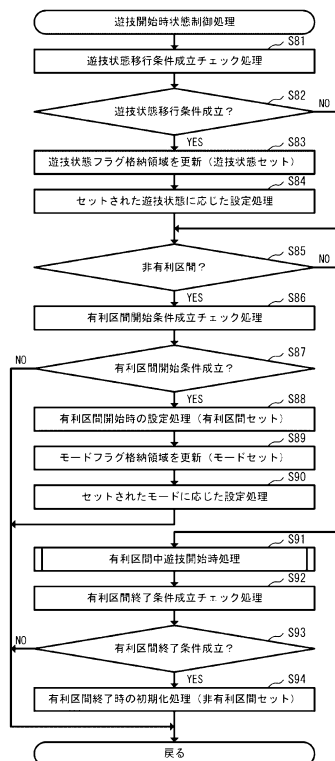 遊技開始時状態制御処理
S81
遊技状態移行条件成立チェック処理
S82
遊技状態移行条件成立？
NO
YES
S83
遊技状態フラグ格納領域を更新（遊技状態セット）
S84
セットされた遊技状態に応じた設定処理
S85
非有利区間？
NO
YES
S86
有利区間開始条件成立チェック処理
S87
NO
有利区間開始条件成立？
YES
S88
有利区間開始時の設定処理（有利区間セット）
S89
モードフラグ格納領域を更新（モードセット）
S90
セットされたモードに応じた設定処理
S91
有利区間中遊技開始時処理
S92
有利区間終了条件成立チェック処理
S93
NO
有利区間終了条件成立？
YES
S94
有利区間終了時の初期化処理（非有利区間セット）
戻る